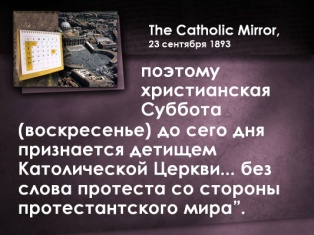 The Catholic Mirror,
23 сентября 1893
поэтому
христианская
Суббота
(воскресенье) до сего дня
признается детищем
Католической Церкви... без
слова протеста со стороны
протестантского мира”.